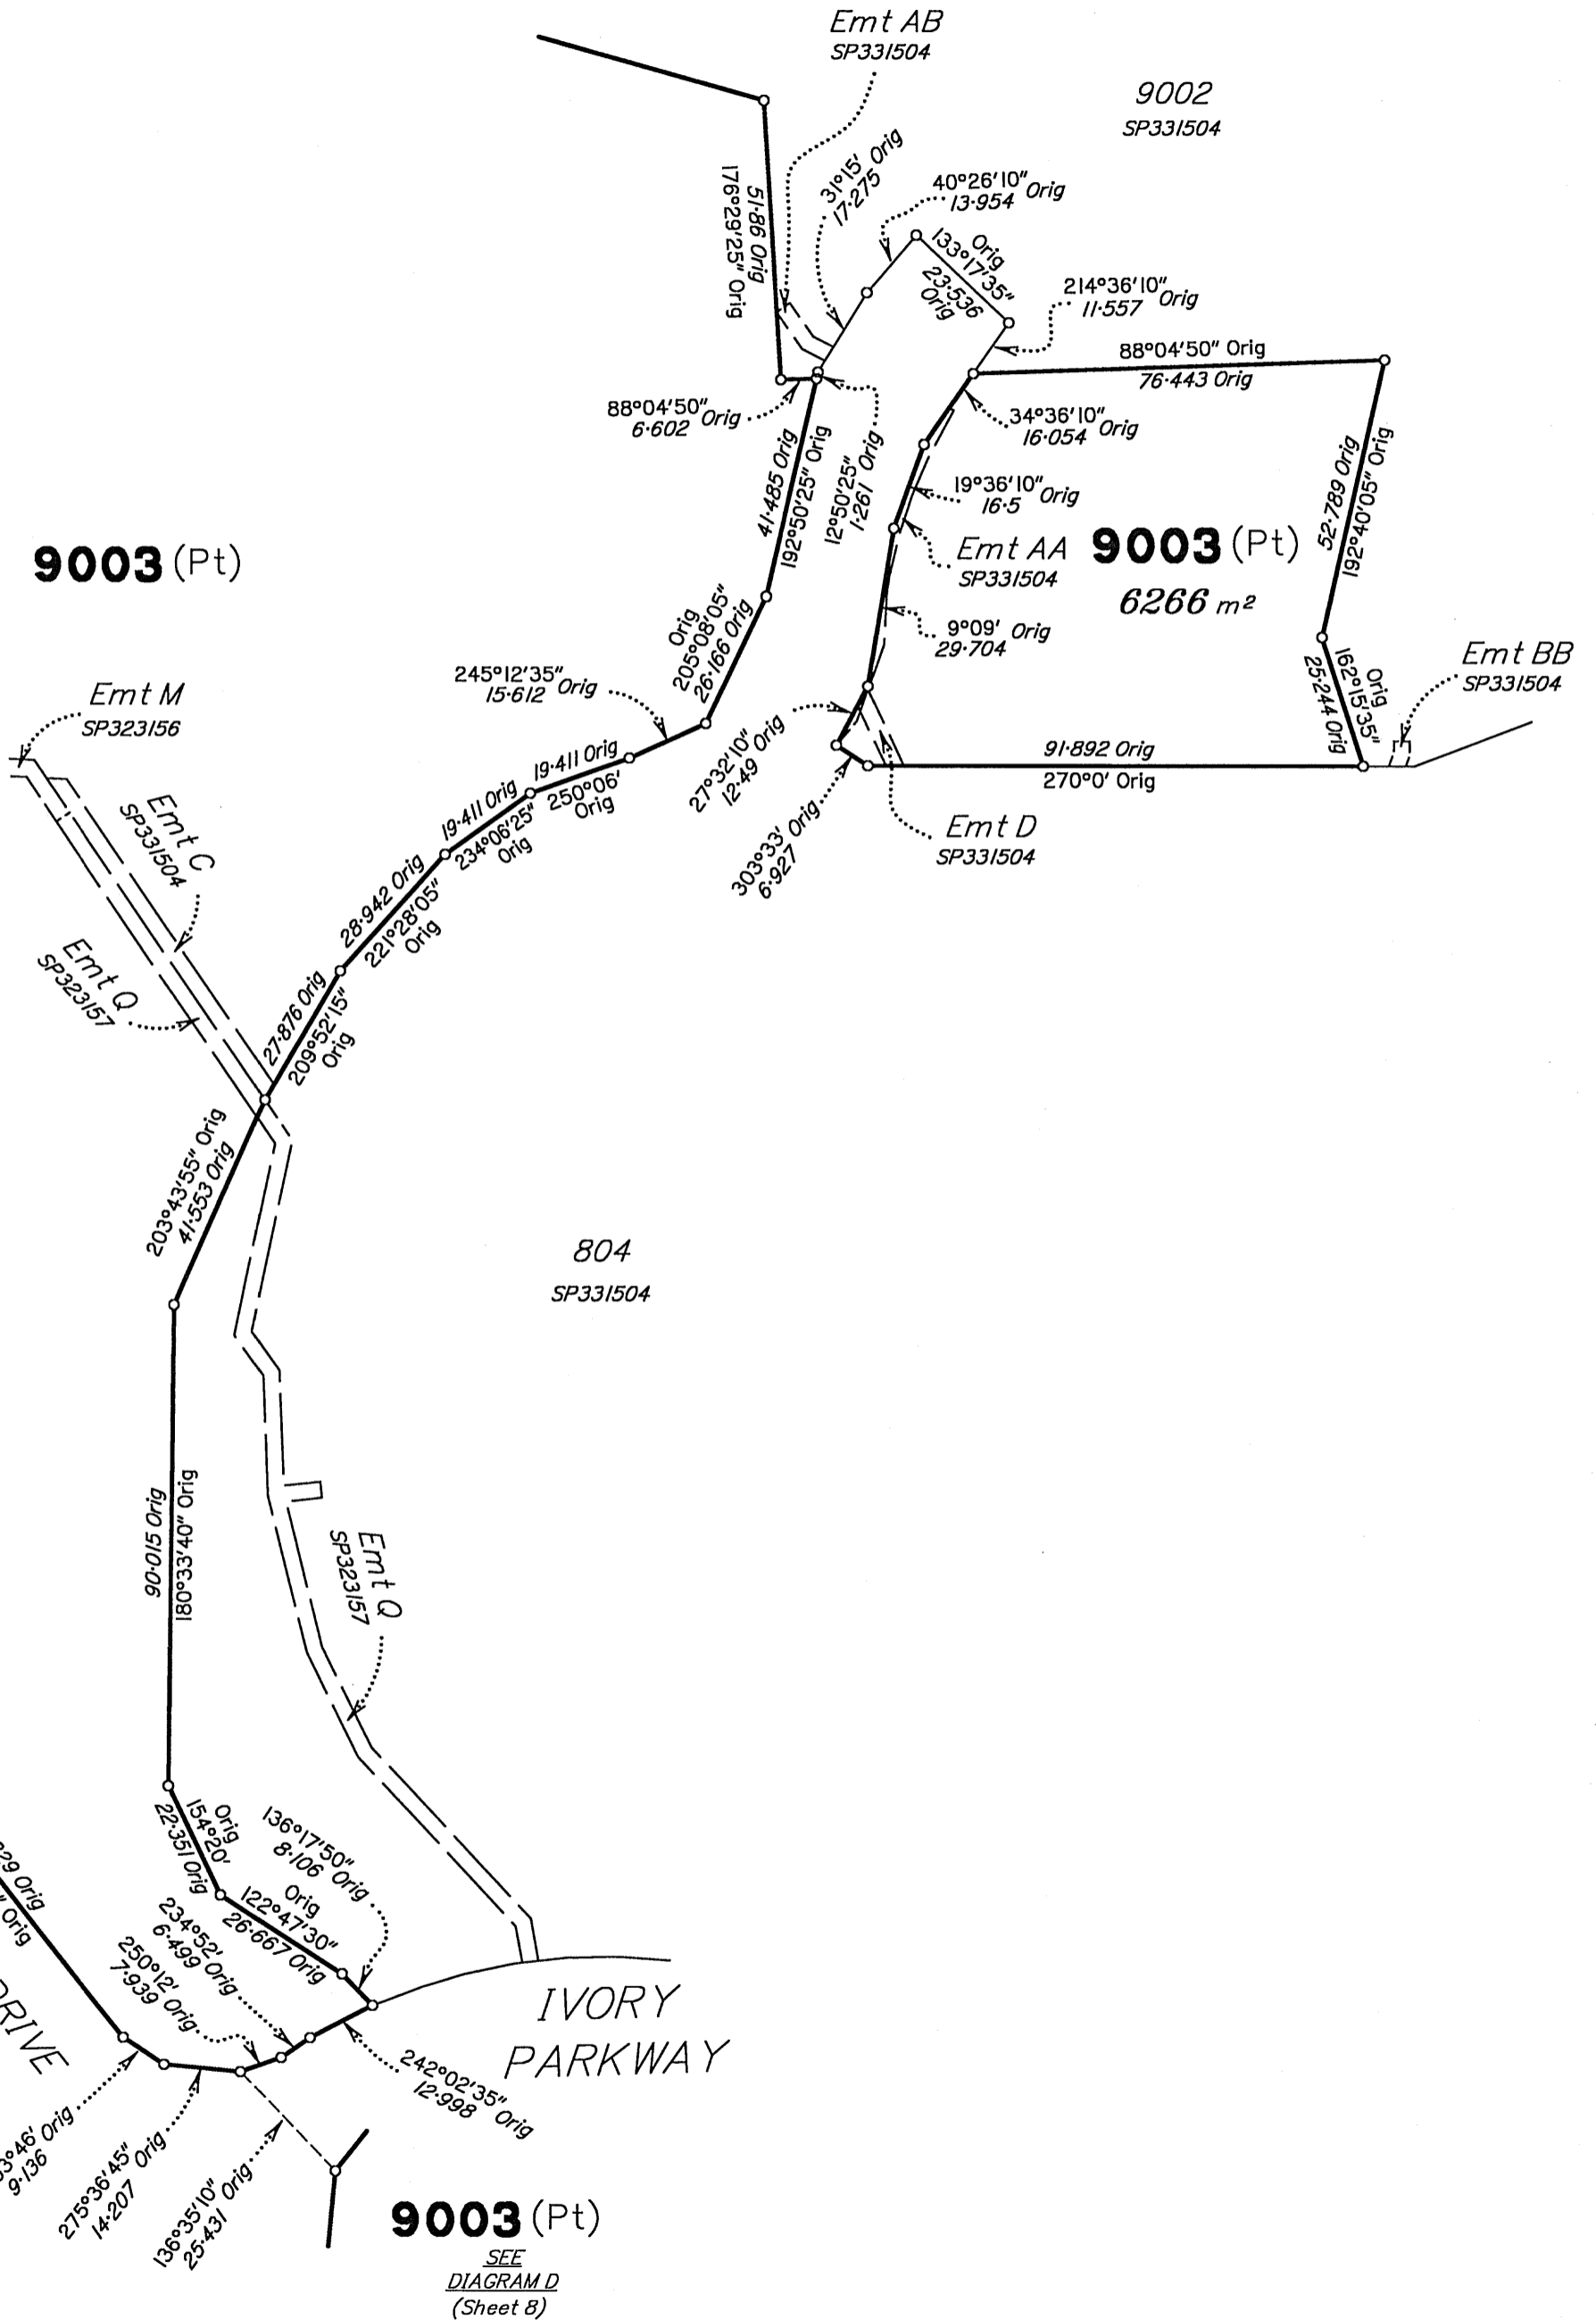 Emt AB
SP331504
9002
SP331504
51·86 Orig
176°29'25" Orig
31°15' Orig
17·275
40°26'10" Orig
13·954
Orig
133°17'35"
23·536
Orig
214°36'10" Orig
11·557
88°04'50" Orig
76·443 Orig
88°04'50" Orig
6·602
34°36'10" Orig
16·054
41·485 Orig
192°50'25" Orig
12°50'25" Orig
1·261
19°36'10" Orig
16·5
52·789 Orig
192°40'05" Orig
9003 (Pt)
Emt AA
SP331504
9003 (Pt)
6266 m²
9°09' Orig
29·704
Orig
205°08'05"
26·166 Orig
245°12'35" Orig
15·612
Orig
162°15'35"
25·244 Orig
Emt BB
SP331504
Emt M
SP323156
27°32'10" Orig
12·49
91·892 Orig
270°0' Orig
19·411 Orig
250°06'
Orig
303°33' Orig
6·927
Emt D
SP331504
19·411 Orig
234°06'25"
Orig
Emt C
SP331504
28·942 Orig
221°28'05"
Orig
Emt Q
SP323157
27·876 Orig
209°52'15"
Orig
203°43'55" Orig
41·553 Orig
804
SP331504
90·015 Orig
180°33'40" Orig
Emt Q
SP323157
Orig
154°20'
22·351 Orig
136°17'50" Orig
8·106
Orig
122°47'30"
26·667 Orig
234°52' Orig
6·499
250°12' Orig
7·939
29 Orig
" Orig
DRIVE
IVORY
PARKWAY
242°02'35" Orig
12·998
3°46' Orig
9·136
275°36'45" Orig
14·207
136°35'10" Orig
25·431
9003 (Pt)
SEE
DIAGRAM D
(Sheet 8)